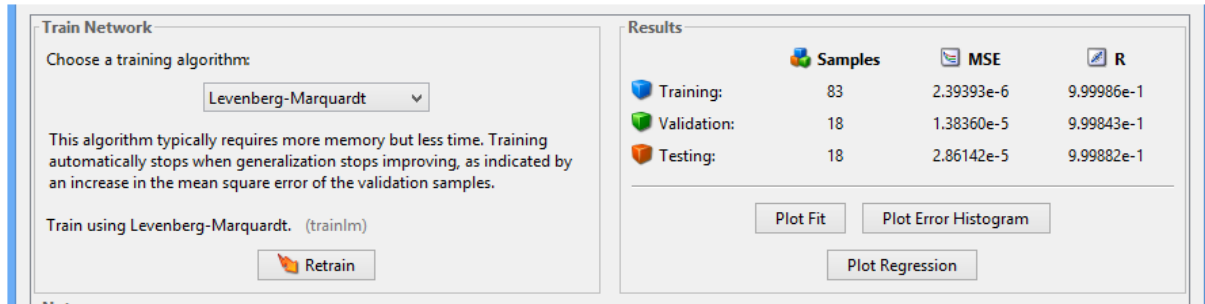 Train Network
Choose a training algorithm:
Levenberg-Marquardt
This algorithm typically requires more memory but less time. Training
automatically stops when generalization stops improving, as indicated by
an increase in the mean square error of the validation samples.
Train using Levenberg-Marquardt. (trainlm)
Retrain
Results
Samples MSE R
Training: 83 2.39393e-6 9.99986e-1
Validation: 18 1.38360e-5 9.99843e-1
Testing: 18 2.86142e-5 9.99882e-1
Plot Fit Plot Error Histogram
Plot Regression